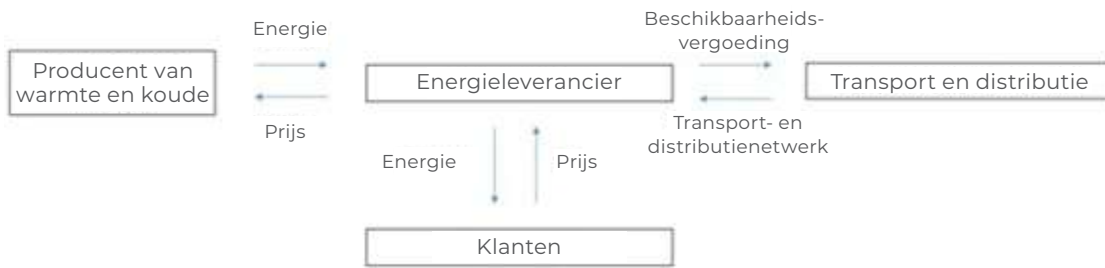 Energie
Beschikbaarheids-
vergoeding
Producent van
warmte en koude
Energieleverancier
Transport en distributie
Prijs
Transport- en
distributienetwerk
Energie
Prijs
Klanten